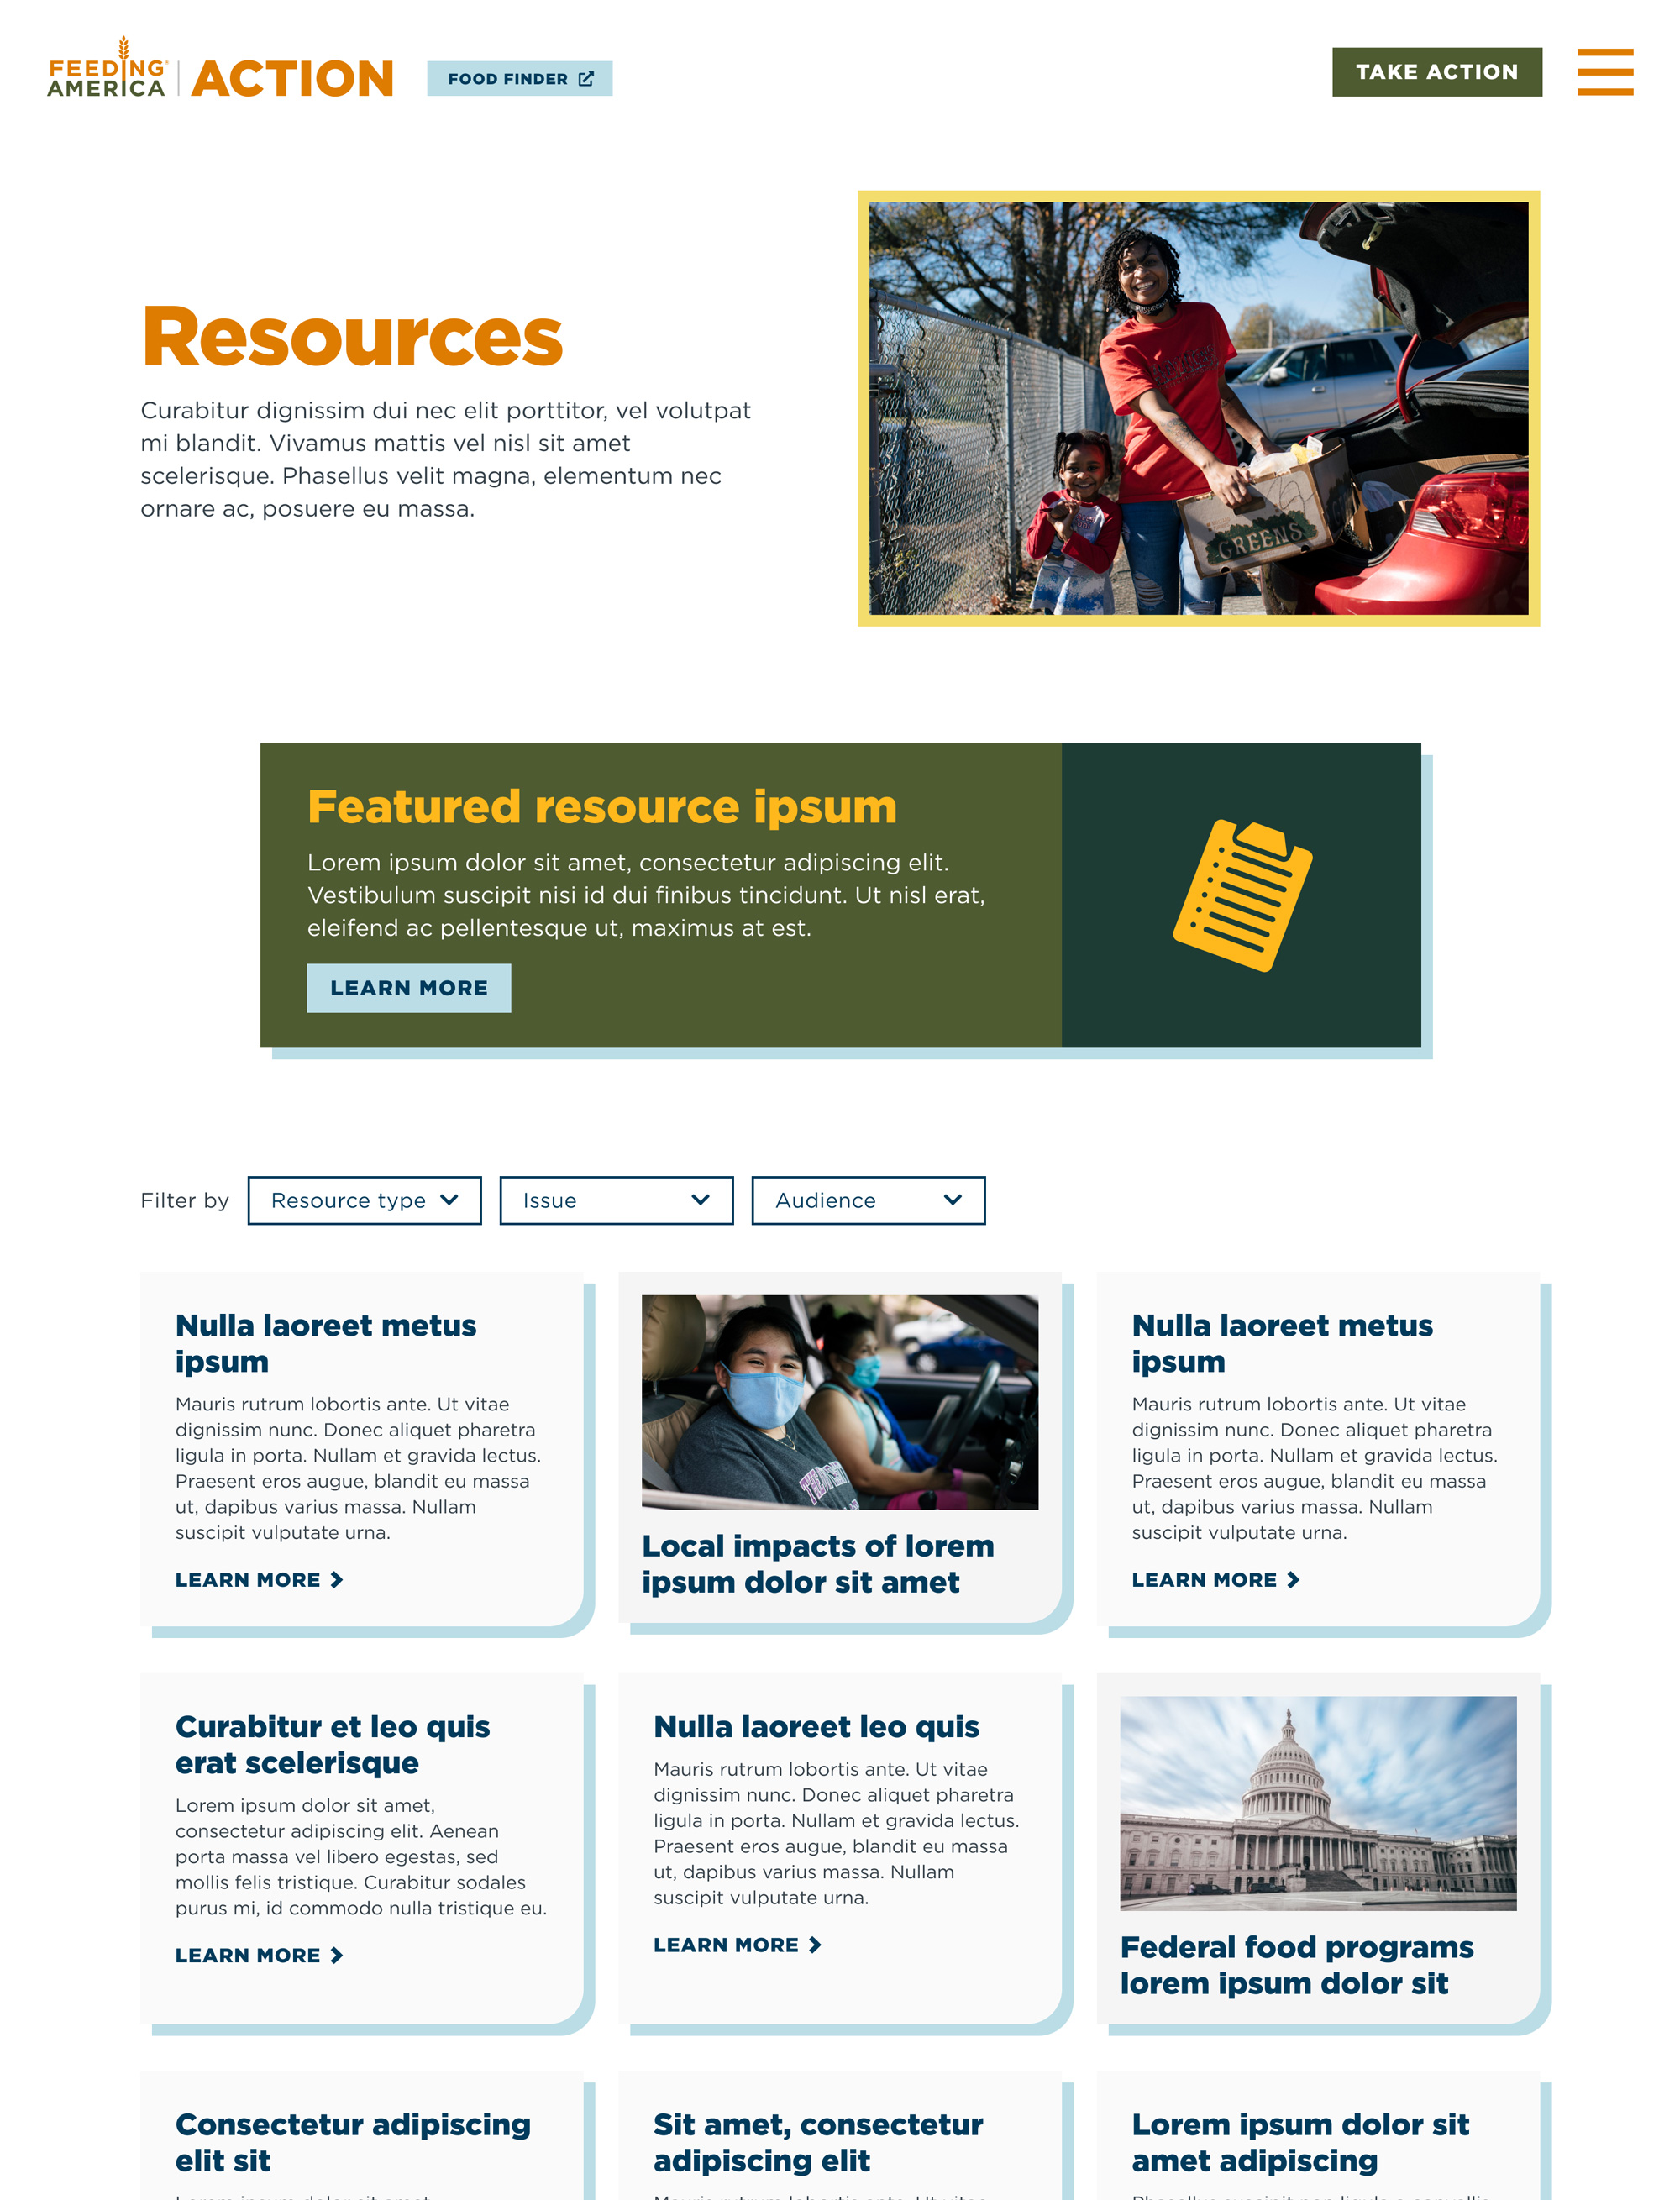 FEEDING
AMERICA
ACTION
FOOD FINDER
TAKE ACTION
Resources
Curabitur dignissim dui nec elit porttitor, vel volutpat
mi blandit. Vivamus mattis vel nisl sit amet
scelerisque. Phasellus velit magna, elementum nec
ornare ac, posuere eu massa.
GREENS
Featured resource ipsum
Lorem ipsum dolor sit amet, consectetur adipiscing elit.
Vestibulum suscipit nisi id dui finibus tincidunt. Ut nisl erat,
eleifend ac pellentesque ut, maximus at est.
LEARN MORE
Filter by
Resource type
Issue
Audience
Nulla laoreet metus
ipsum
Mauris rutrum lobortis ante. Ut vitae
dignissim nunc. Donec aliquet pharetra
ligula in porta. Nullam et gravida lectus.
Praesent eros augue, blandit eu massa
ut, dapibus varius massa. Nullam
suscipit vulputate urna.
LEARN MORE
Local impacts of lorem
ipsum dolor sit amet
Nulla laoreet metus
ipsum
Mauris rutrum lobortis ante. Ut vitae
dignissim nunc. Donec aliquet pharetra
ligula in porta. Nullam et gravida lectus.
Praesent eros augue, blandit eu massa
ut, dapibus varius massa. Nullam
suscipit vulputate urna.
LEARN MORE
Curabitur et leo quis
erat scelerisque
Lorem ipsum dolor sit amet,
consectetur adipiscing elit. Aenean
porta massa vel libero egestas, sed
mollis felis tristique. Curabitur sodales
purus mi, id commodo nulla tristique eu.
LEARN MORE
Nulla laoreet leo quis
Mauris rutrum lobortis ante. Ut vitae
dignissim nunc. Donec aliquet pharetra
ligula in porta. Nullam et gravida lectus.
Praesent eros augue, blandit eu massa
ut, dapibus varius massa. Nullam
suscipit vulputate urna.
LEARN MORE
Federal food programs
lorem ipsum dolor sit
Consectetur adipiscing
elit sit
Sit amet, consectetur
adipiscing elit
Lorem ipsum dolor sit
amet adipiscing